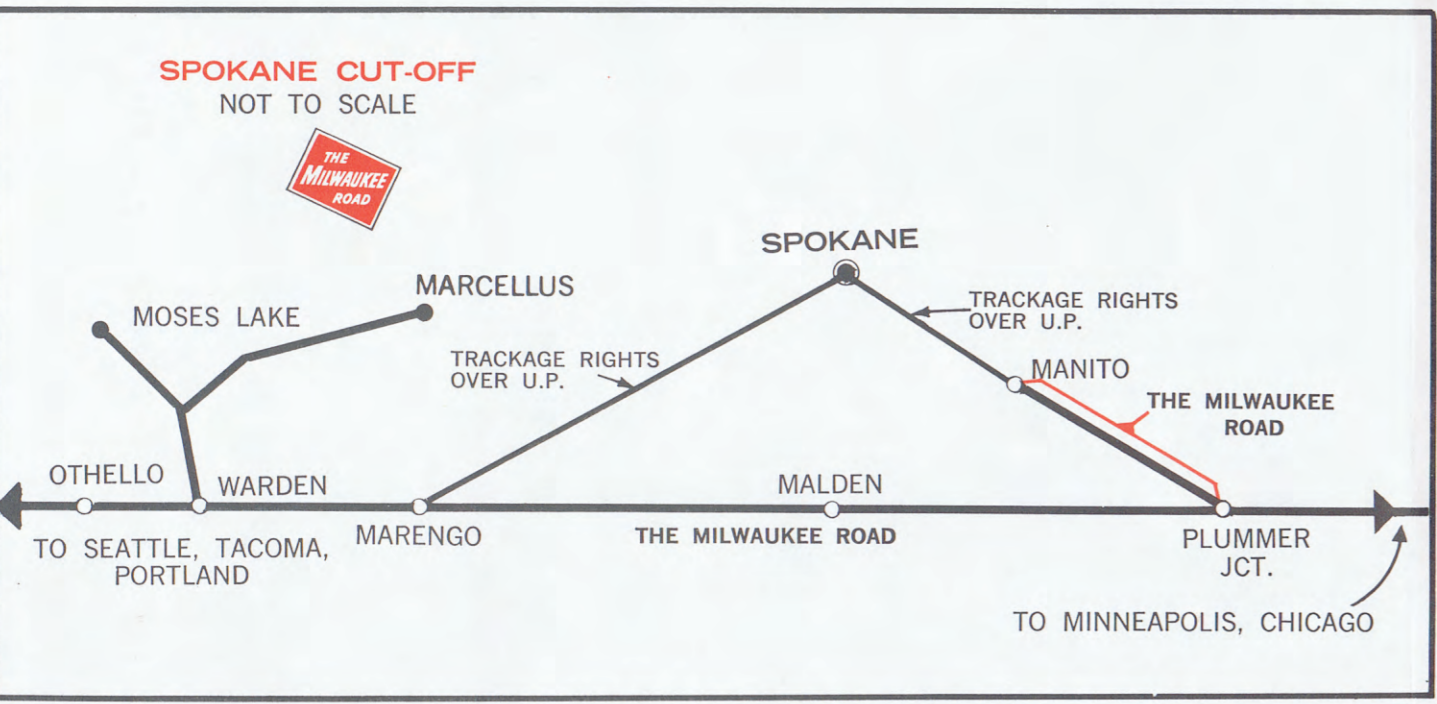 SPOKANE CUT-OFF
NOT TO SCALE
THE
MILWAUKEE
ROAD
SPOKANE
MARCELLUS
MOSES LAKE
TRACKAGE RIGHTS
OVER U.P.
TRACKAGE RIGHTS
OVER U.P.
MANITO
THE MILWAUKEE
ROAD
OTHELLO
WARDEN
MALDEN
MARENGO
THE MILWAUKEE ROAD
PLUMMER
JCT.
TO SEATTLE, TACOMA,
PORTLAND
TO MINNEAPOLIS, CHICAGO